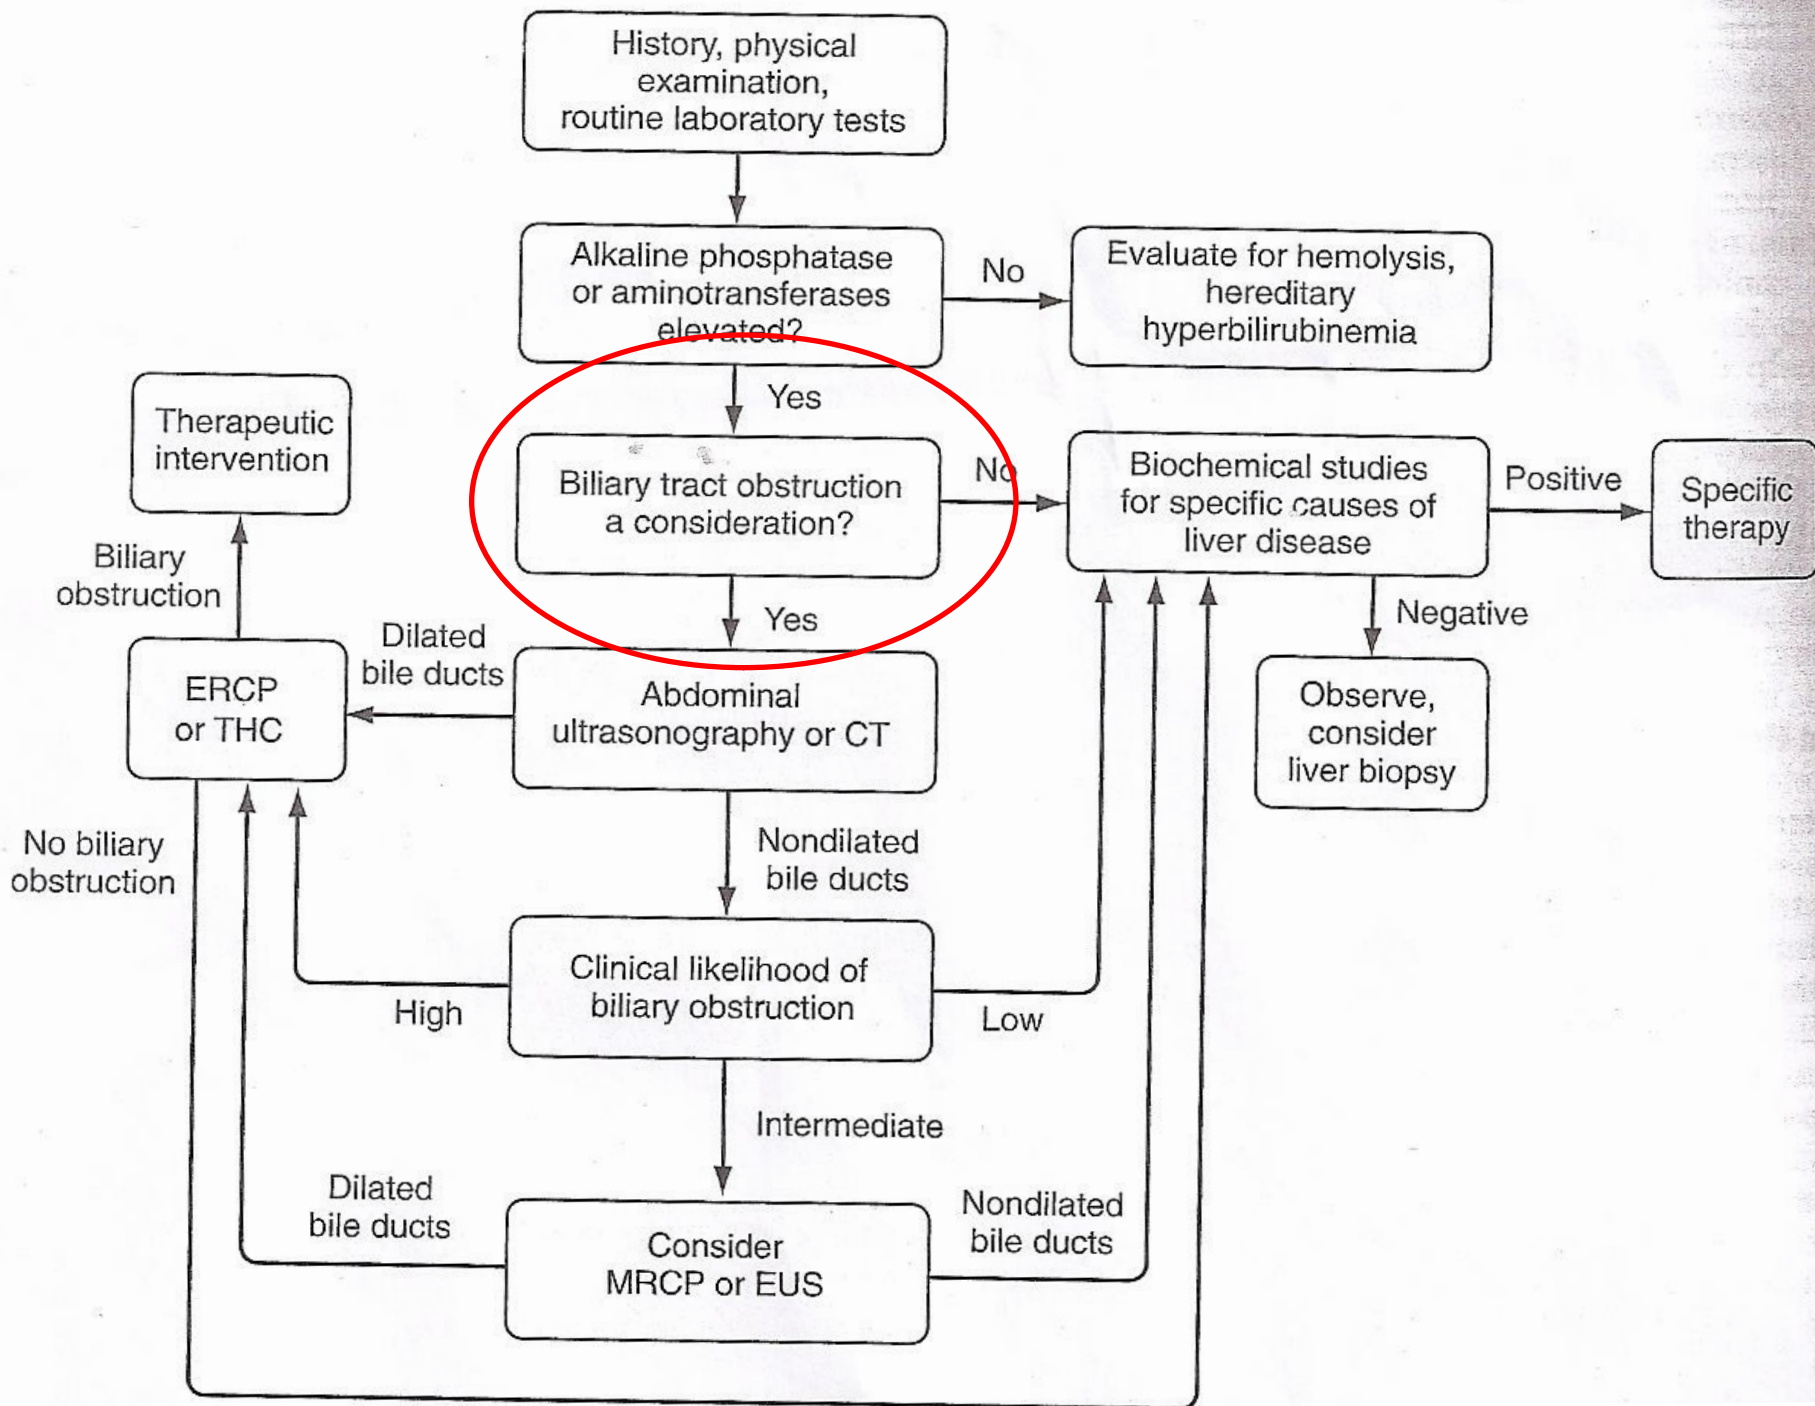 History, physical
examination,
routine laboratory tests
Alkaline phosphatase
or aminotransferases
elevated?
No
Evaluate for hemolysis,
hereditary
hyperbilirubinemia
Yes
Therapeutic
intervention
Biliary tract obstruction
a consideration?
No
Biochemical studies
for specific causes of
liver disease
Positive
Specific
therapy
Biliary
obstruction
Yes
Negative
Dilated
bile ducts
ERCP
or THC
Abdominal
ultrasonography or CT
Observe,
consider
liver biopsy
No biliary
obstruction
Nondilated
bile ducts
Clinical likelihood of
biliary obstruction
High
Low
Intermediate
Dilated
bile ducts
Consider
MRCP or EUS
Nondilated
bile ducts